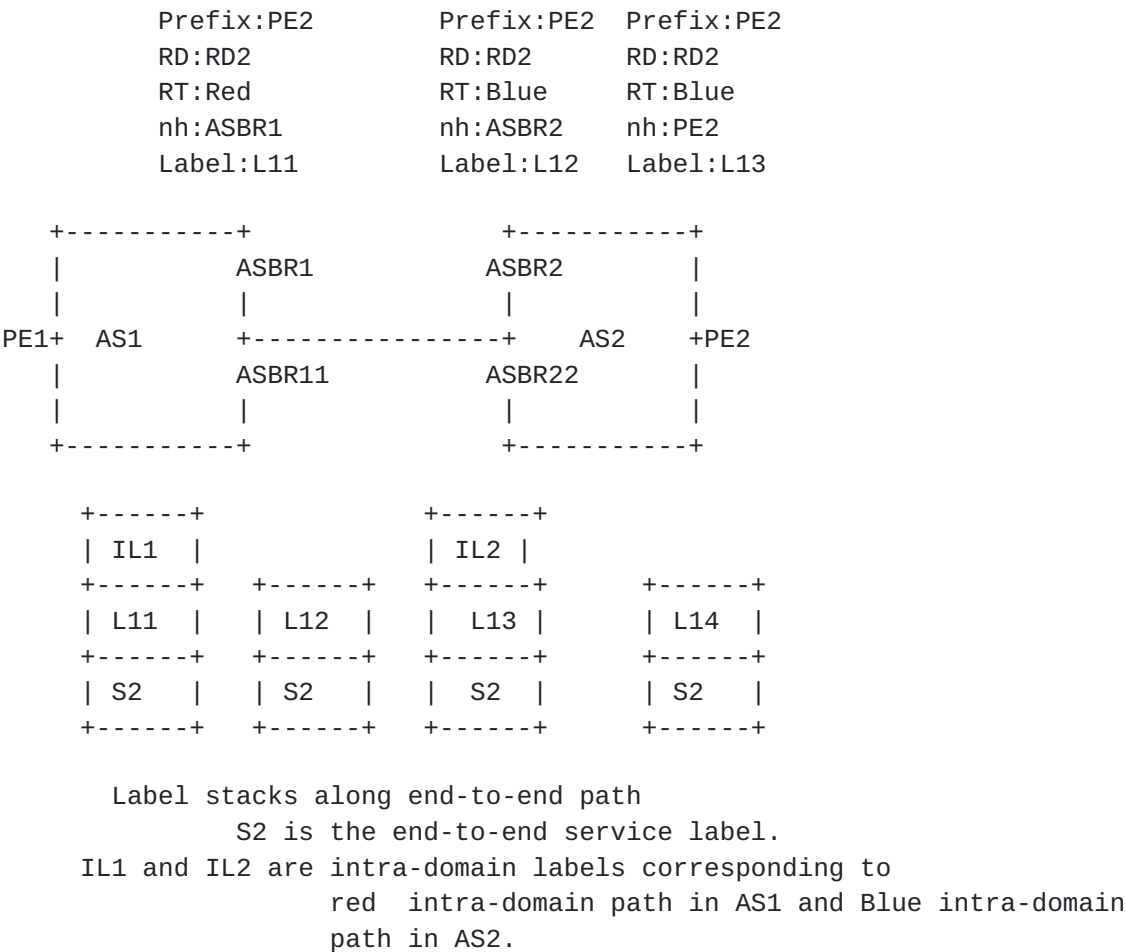 Prefix:PE2        Prefix:PE2  Prefix:PE2
RD:RD2            RD:RD2      RD:RD2
RT:Red            RT:Blue     RT:Blue
nh:ASBR1          nh:ASBR2    nh:PE2
Label:L11         Label:L12   Label:L13
ASBR1           ASBR2
PE1+  AS1      +----------------+    AS2    +PE2
ASBR11          ASBR22
| IL1  |              | IL2 |
| L11  |   | L12  |   |  L13 |      | L14  |
| S2   |   | S2   |   |  S2  |      | S2   |
Label stacks along end-to-end path
S2 is the end-to-end service label.
IL1 and IL2 are intra-domain labels corresponding to
red  intra-domain path in AS1 and Blue intra-domain
path in AS2.